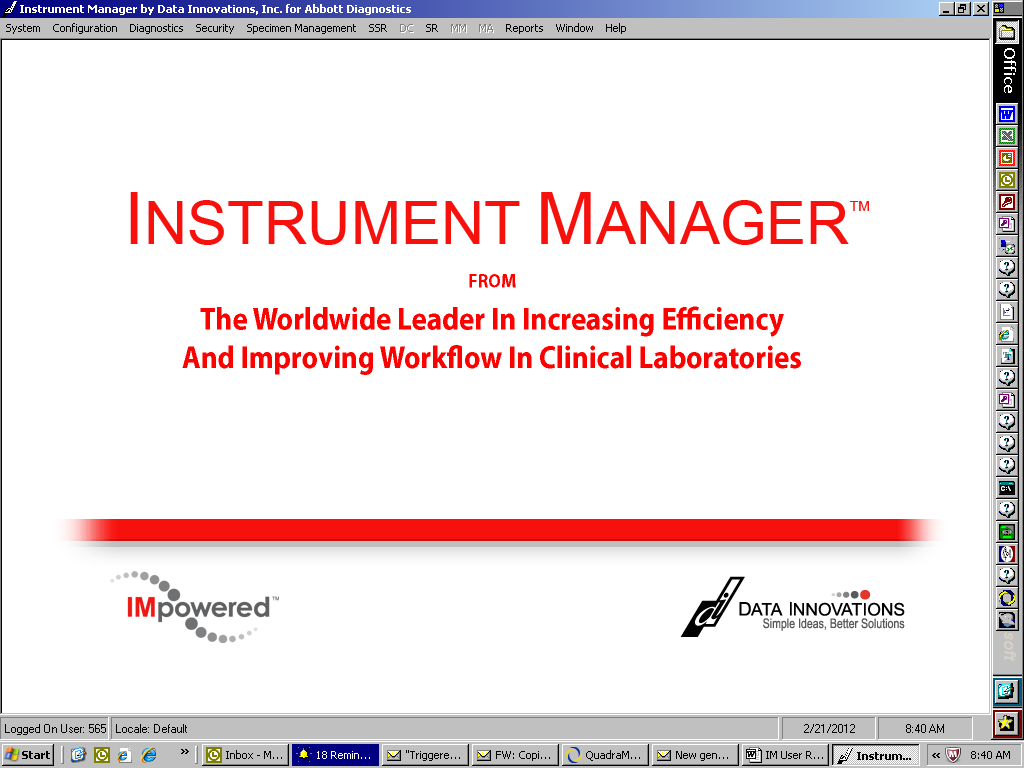 Instrument Manager by Data Innovations, Inc. for Abbott Diagnostics
System Configuration Diagnostics Security Specimen Management SSR DC SR MM MA Reports Window Help
Office
INSTRUMENT MANAGER™
FROM
The Worldwide Leader In Increasing Efficiency
And Improving Workflow In Clinical Laboratories
IMpowered™
di DATA INNOVATIONS
Simple Ideas, Better Solutions
soft
Logged On User: 565 Locale: Default 2/21/2012 8:40 AM
Start » Inbox - M... 18 Remin... "Triggere... FW: Copi... QuadraM... New gen... IM User R... Instrum... « 8:40 AM